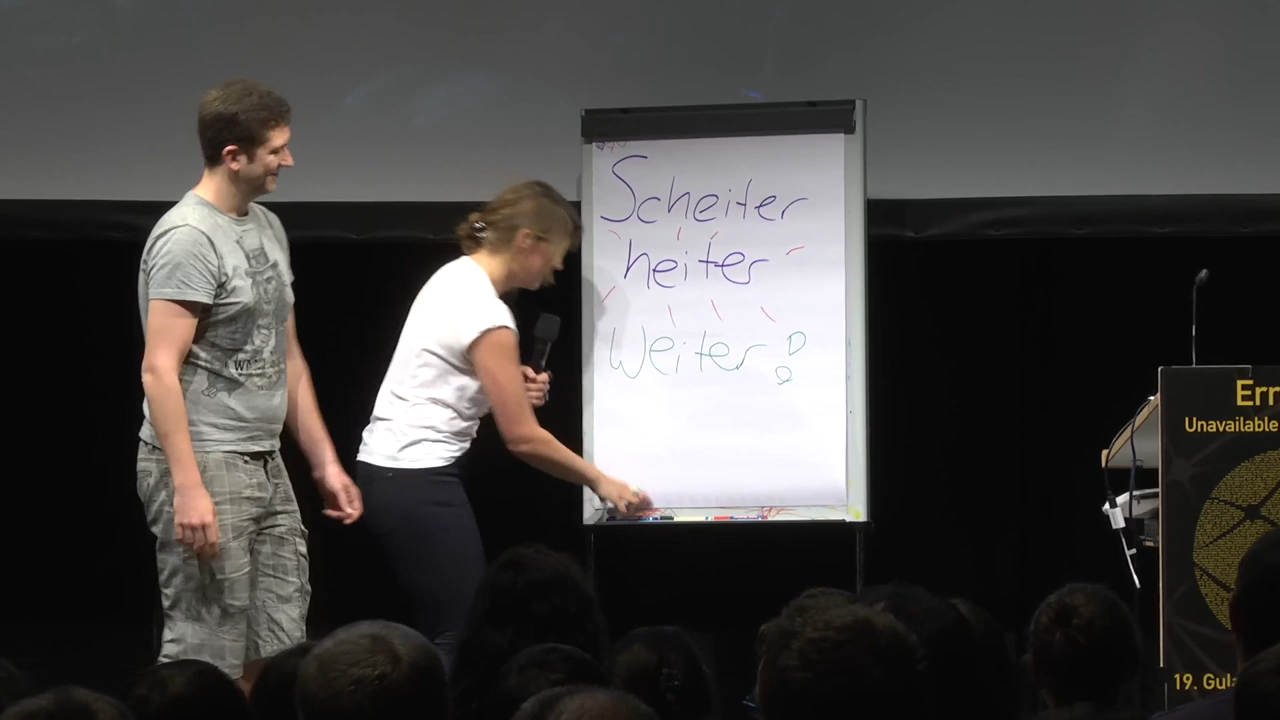 Scheiter
heiter
Weiter!
Err
Unavailable
19. Gula